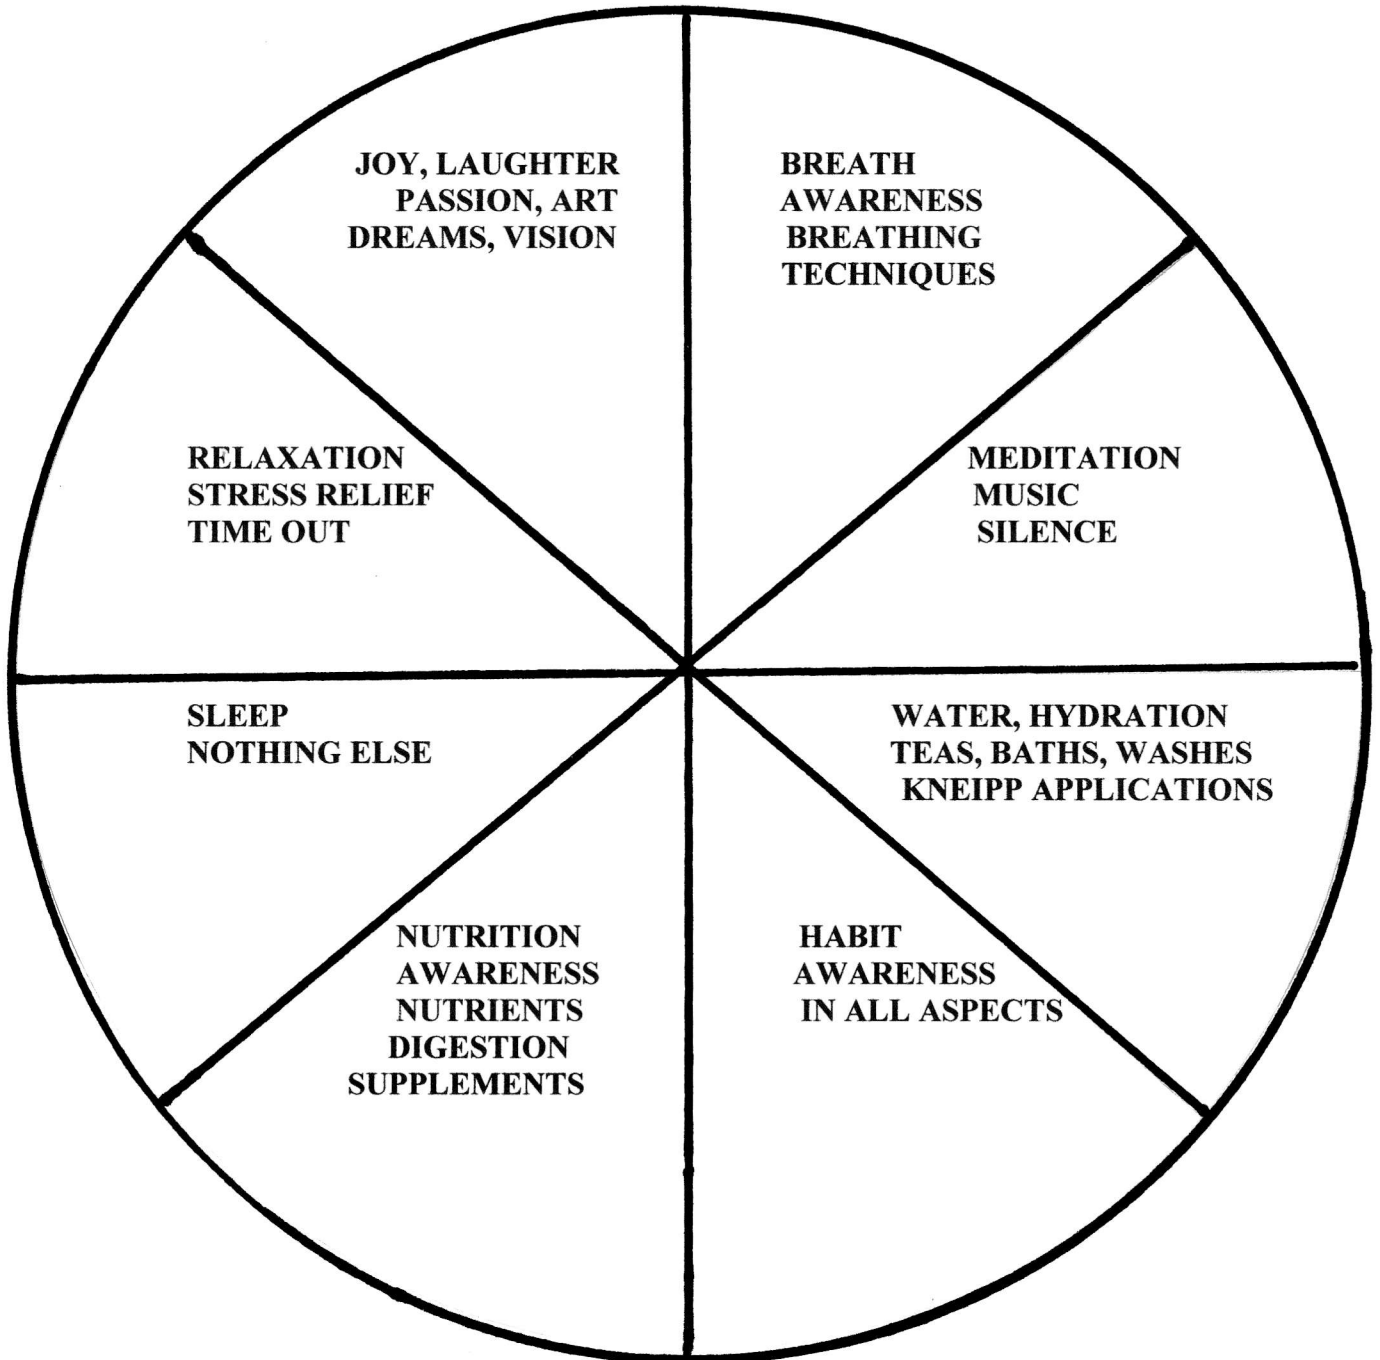 JOY, LAUGHTER
PASSION, ART
DREAMS, VISION
BREATH
AWARENESS
BREATHING
TECHNIQUES
RELAXATION
STRESS RELIEF
TIME OUT
MEDITATION
MUSIC
SILENCE
SLEEP
NOTHING ELSE
WATER, HYDRATION
TEAS, BATHS, WASHES
KNEIPP APPLICATIONS
NUTRITION
AWARENESS
NUTRIENTS
DIGESTION
SUPPLEMENTS
HABIT
AWARENESS
IN ALL ASPECTS